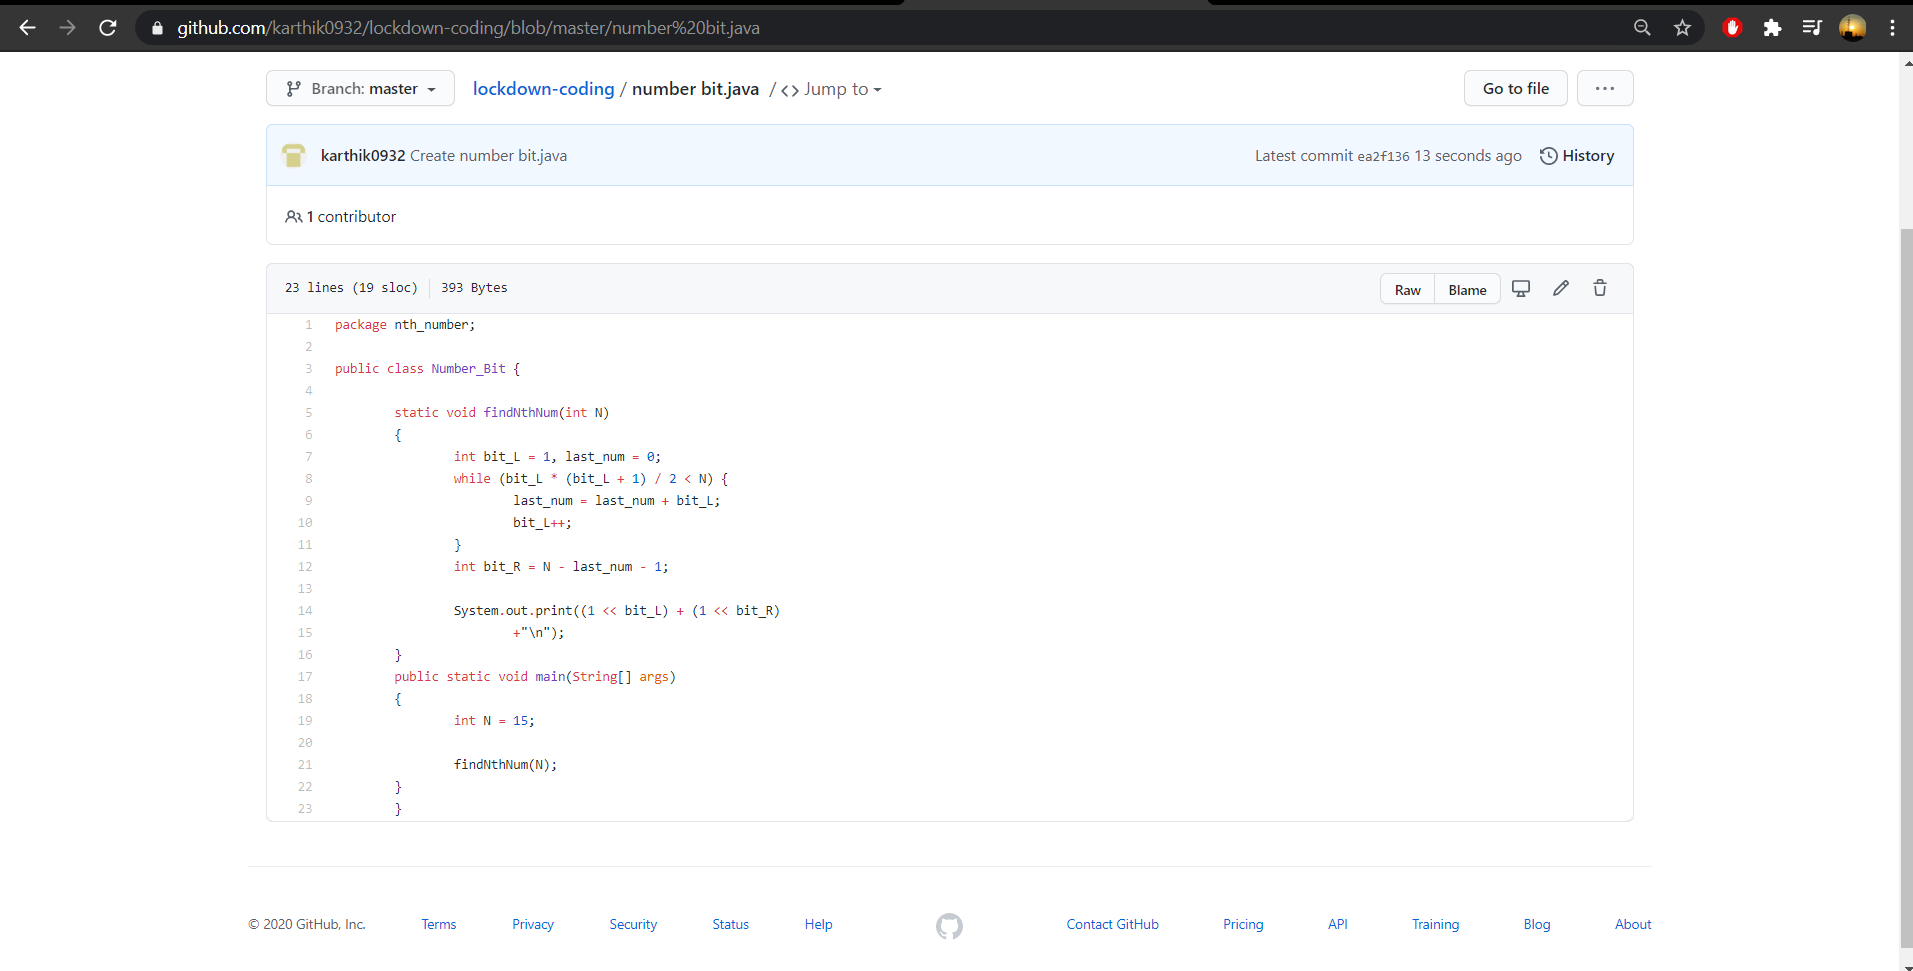 github.com/karthik0932/lockdown-coding/blob/master/number%20bit.java
Branch: master lockdown-coding / number bit.java / <> Jump to Go to file ...
karthik0932 Create number bit.java Latest commit ea2f136 13 seconds ago History
1 contributor
23 lines (19 sloc) 393 Bytes Raw Blame
1 package nth_number;
2
3 public class Number_Bit {
4
5 static void findNthNum(int N)
6 {
7 int bit_L = 1, last_num = 0;
8 while (bit_L * (bit_L + 1) / 2 < N) {
9 last_num = last_num + bit_L;
10 bit_L++;
11 }
12 int bit_R = N - last_num - 1;
13
14 System.out.print((1 << bit_L) + (1 << bit_R)
15 +"\n");
16 }
17 public static void main(String[] args)
18 {
19 int N = 15;
20
21 findNthNum(N);
22 }
23 }
© 2020 GitHub, Inc. Terms Privacy Security Status Help Contact GitHub Pricing API Training Blog About